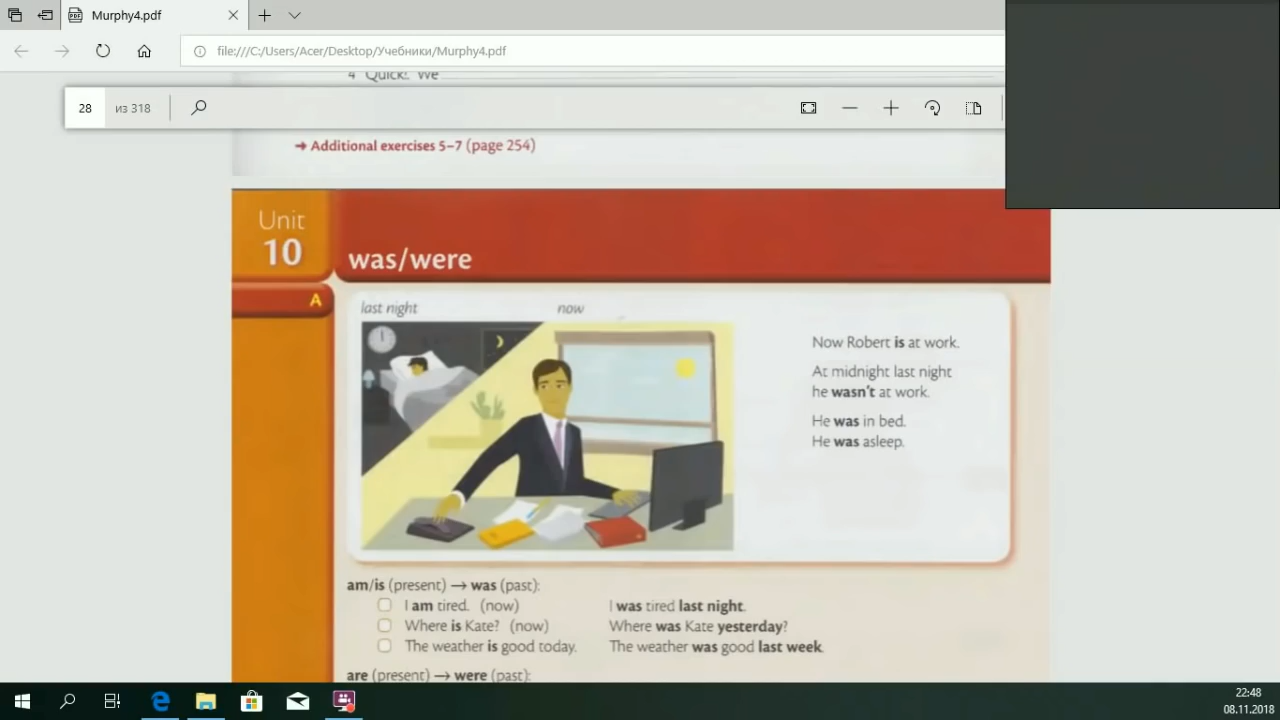 Murphy4.pdf
file:///C:/Users/Acer/Desktop/Учебники/Murphy4.pdf
4 Quick! We
28 из 318
→ Additional exercises 5–7 (page 254)
Unit
10
was/were
A
last night now
Now Robert is at work.
At midnight last night
he wasn't at work.
He was in bed.
He was asleep.
am/is (present) → was (past):
I am tired. (now) I was tired last night.
Where is Kate? (now) Where was Kate yesterday?
The weather is good today. The weather was good last week.
are (present) → were (past):
22:48
08.11.2018